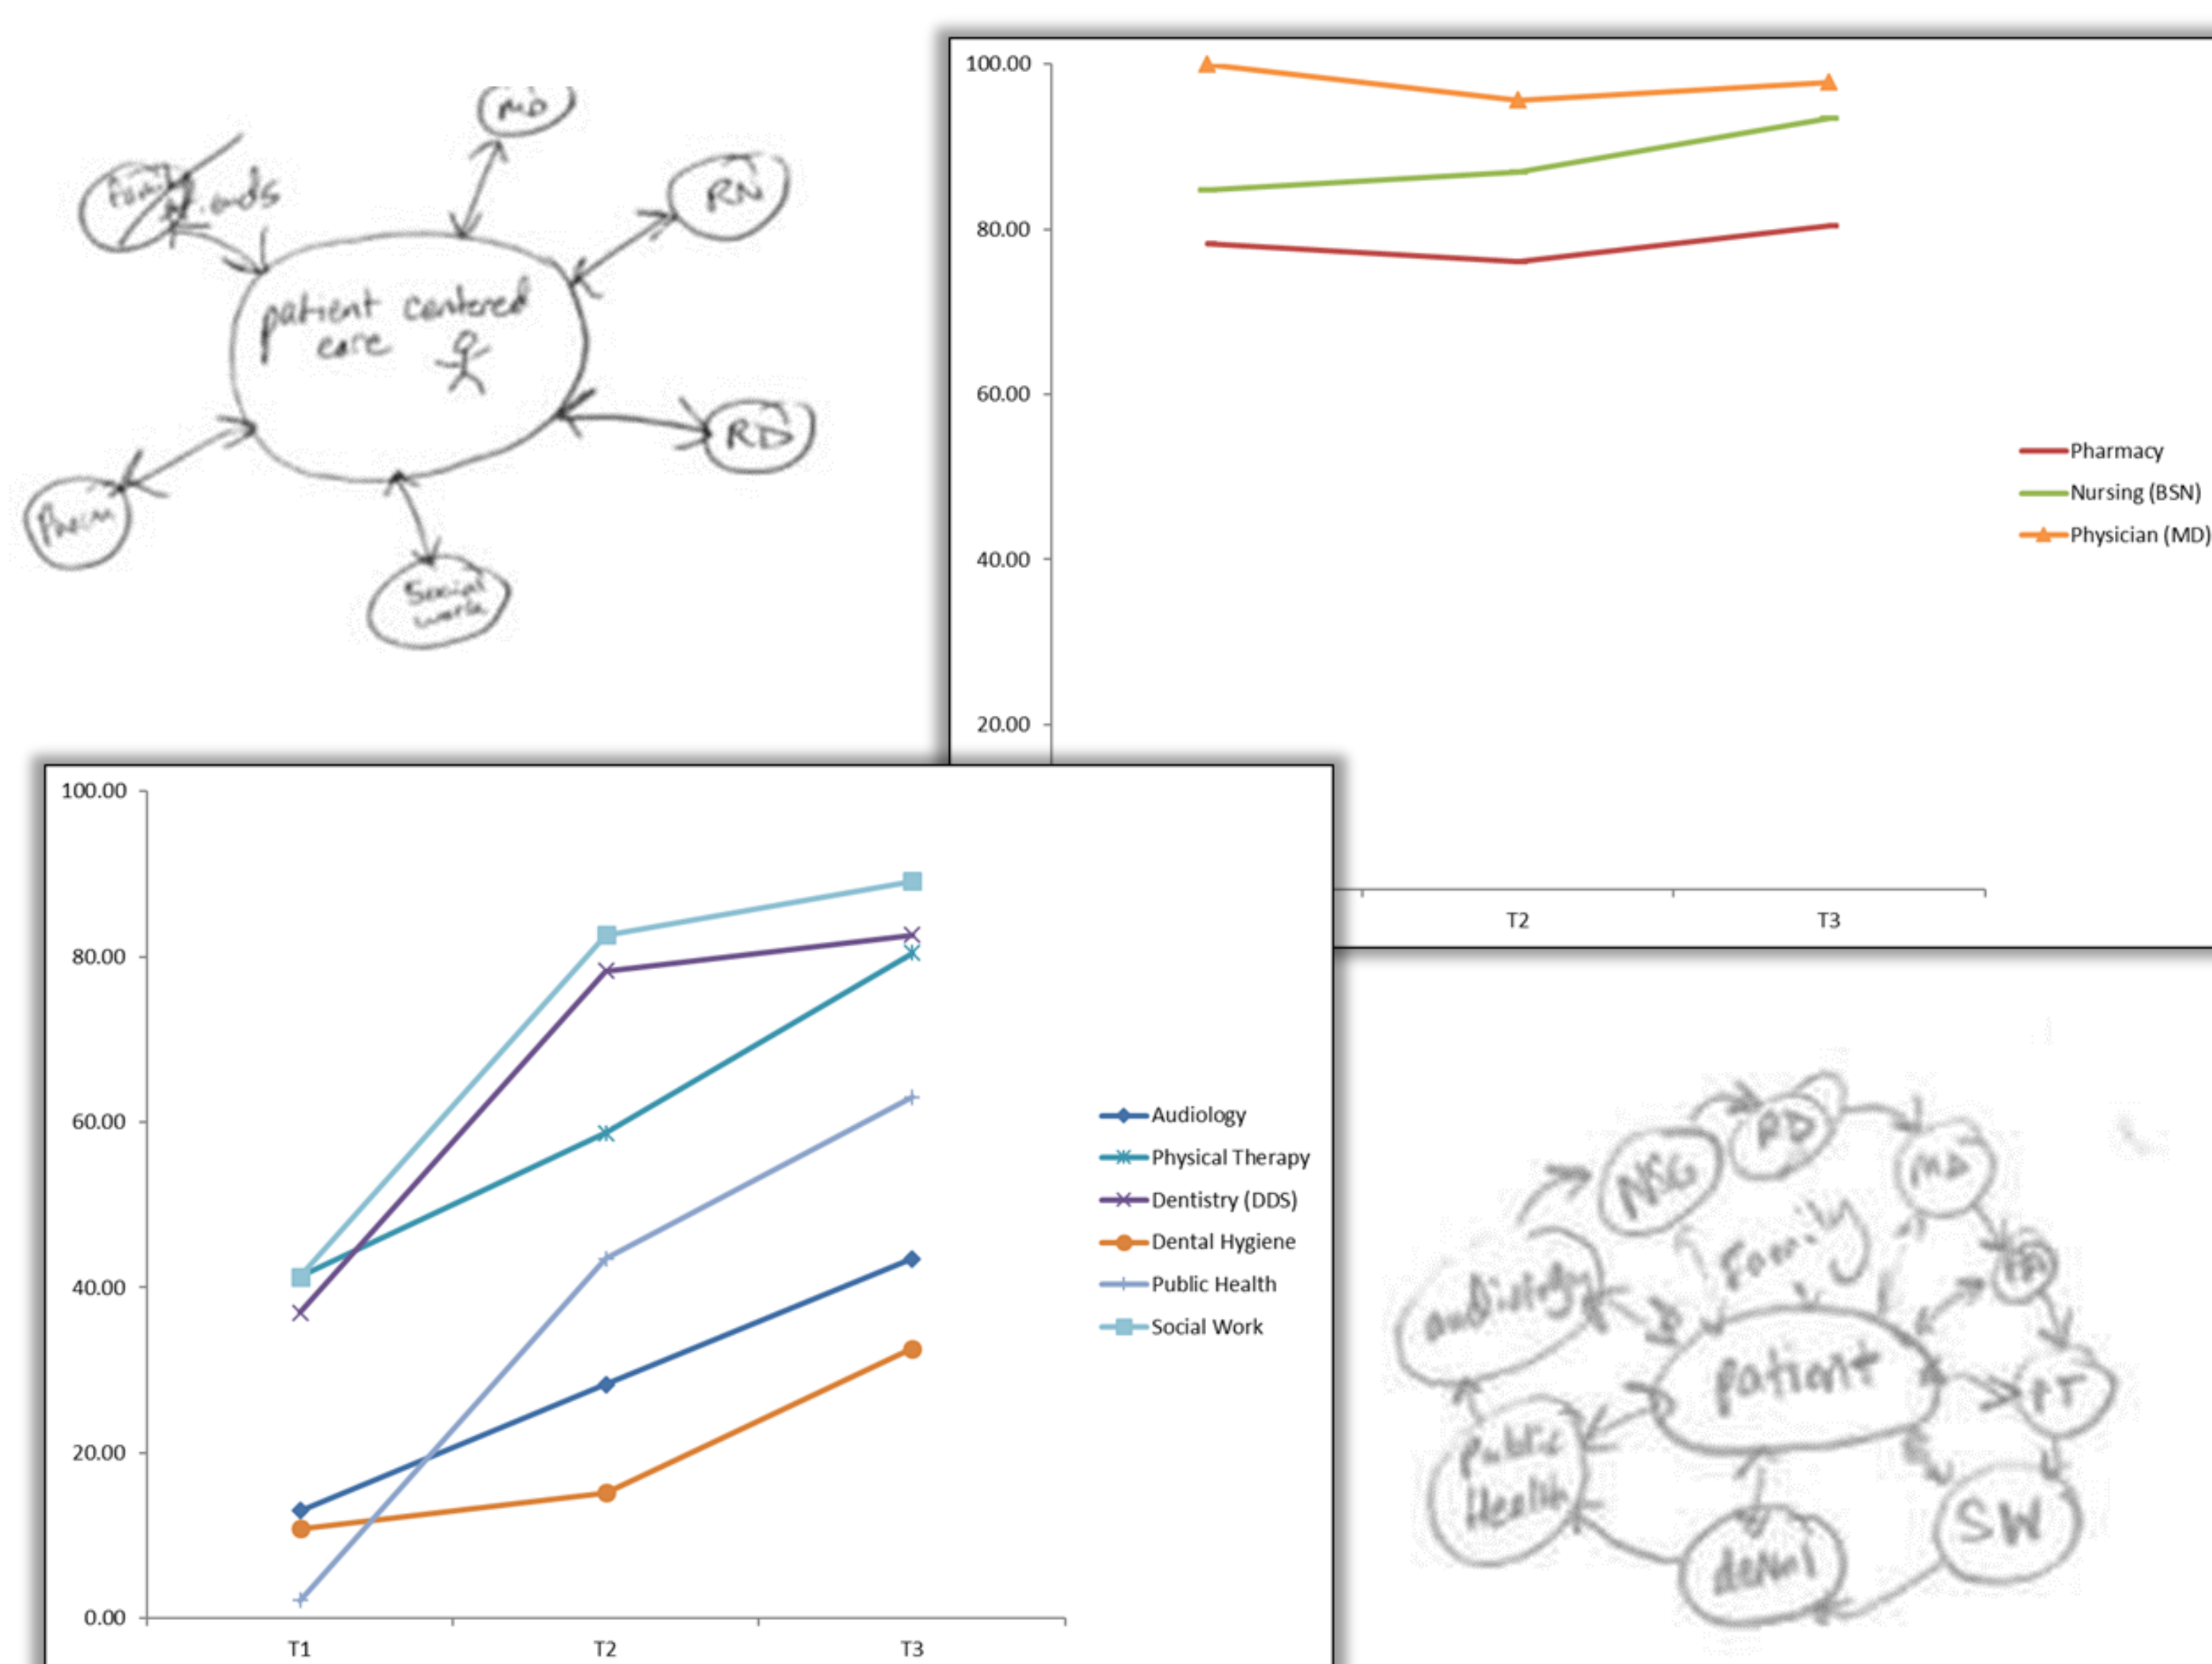 MD
RN
patient centered
care
RD
Social
work
100.00
80.00
60.00
40.00
20.00
Pharmacy
Nursing (BSN)
Physician (MD)
T2
T3
100.00
80.00
60.00
40.00
20.00
0.00
T1
T2
T3
Audiology
Physical Therapy
Dentistry (DDS)
Dental Hygiene
Public Health
Social Work
RD
NSG
MD
Family
audiology
patient
PT
public
Health
SW